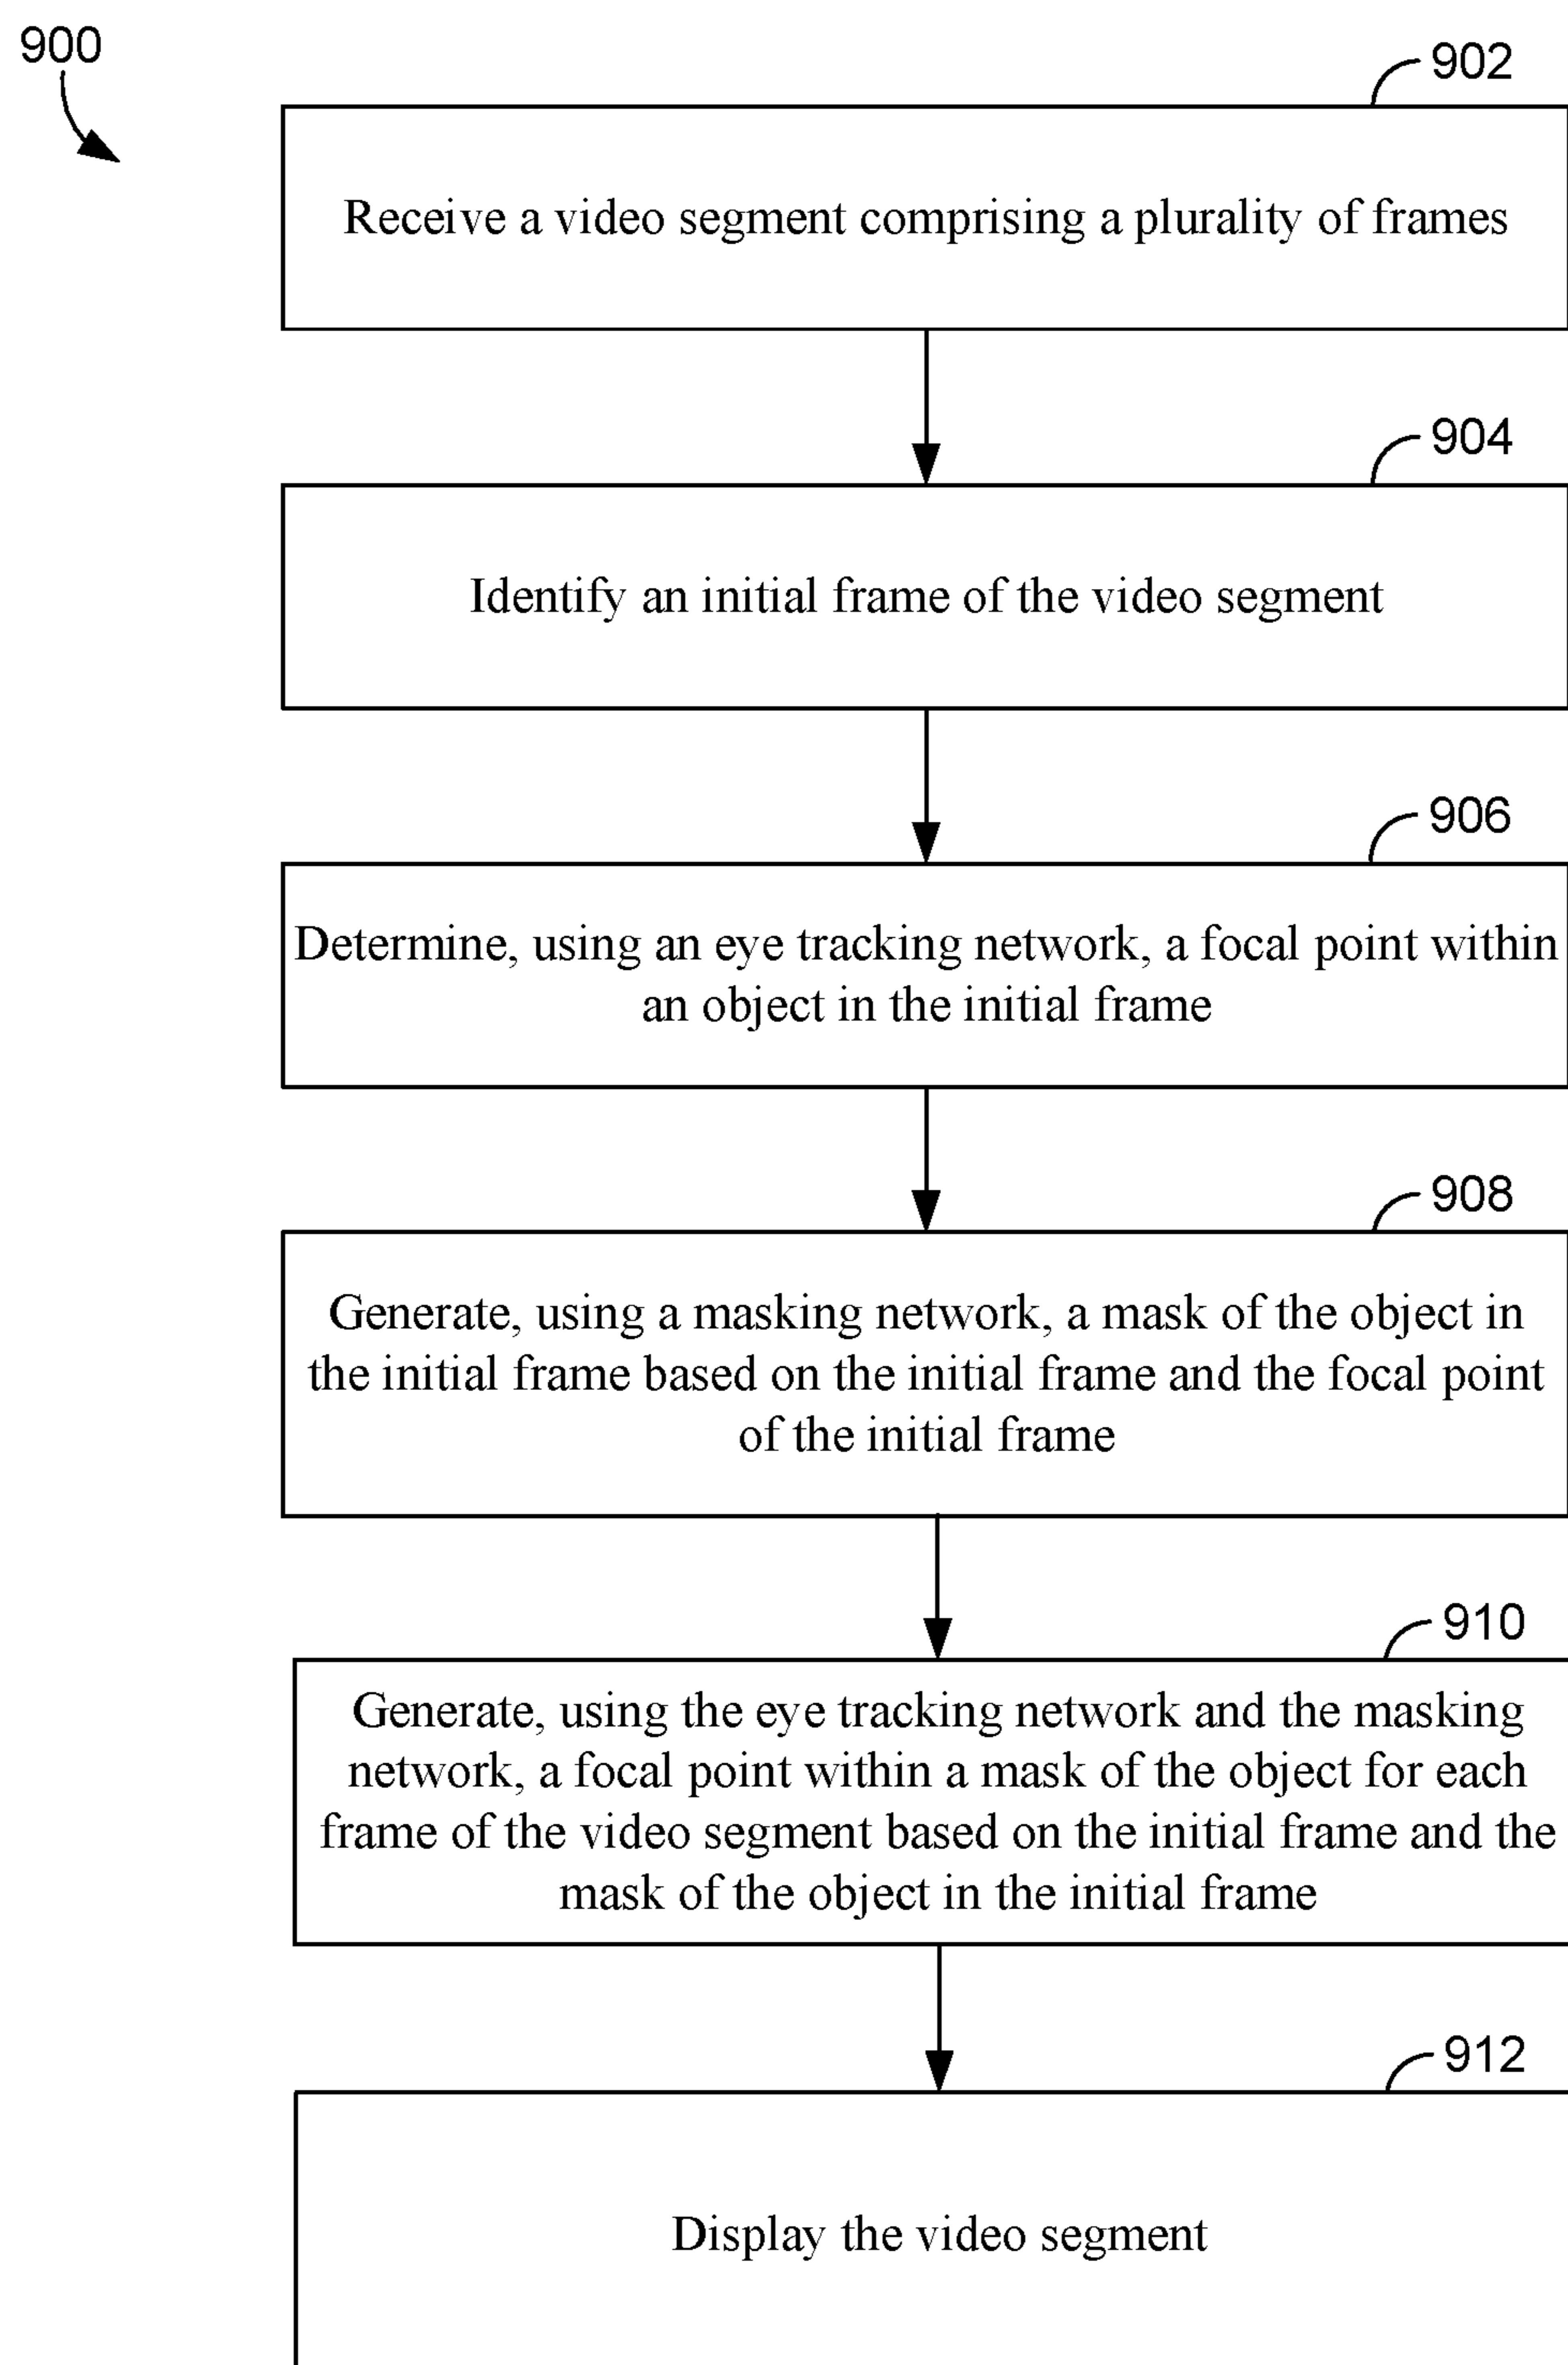 900
902
Receive a video segment comprising a plurality of frames
904
Identify an initial frame of the video segment
906
Determine, using an eye tracking network, a focal point within
an object in the initial frame
908
Generate, using a masking network, a mask of the object in
the initial frame based on the initial frame and the focal point
of the initial frame
910
Generate, using the eye tracking network and the masking
network, a focal point within a mask of the object for each
frame of the video segment based on the initial frame and the
mask of the object in the initial frame
912
Display the video segment